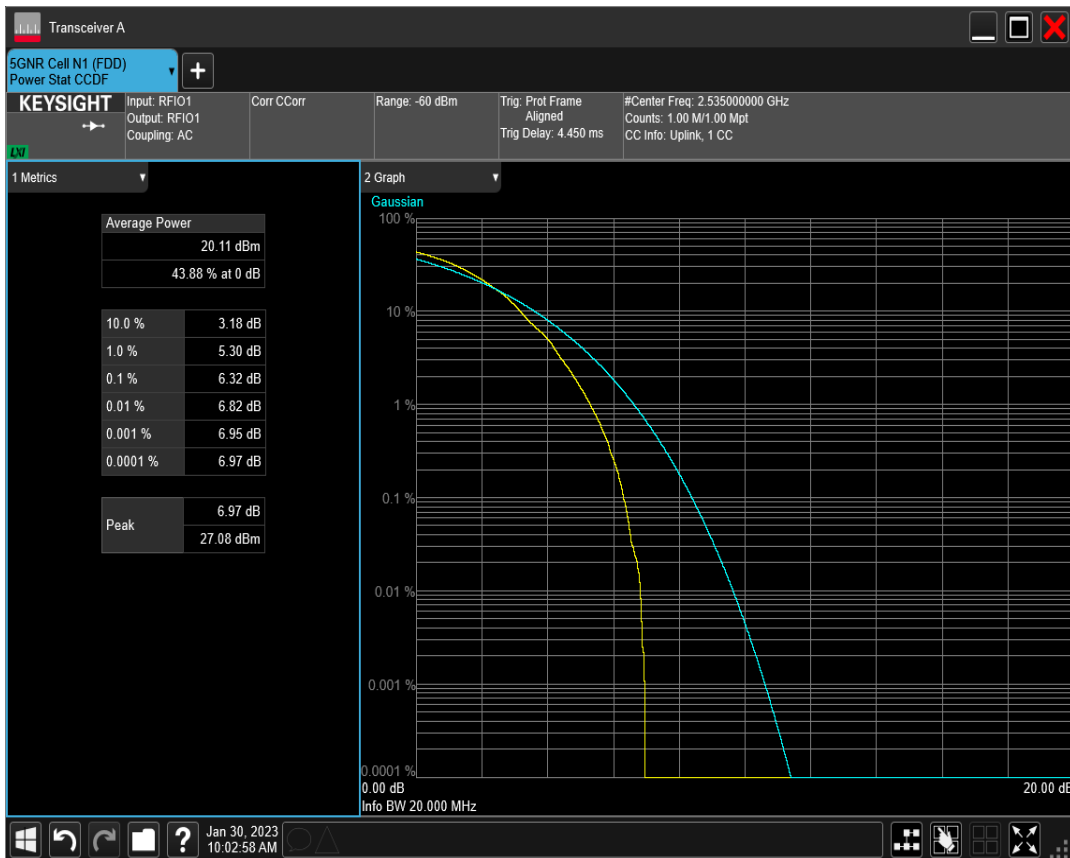 Transceiver A
5GNR Cell N1 (FDD)
Power Stat CCDF
+
KEYSIGHT
LXI
Input: RFIO1
Output: RFIO1
Coupling: AC
Corr CCorr
Range: -60 dBm
Trig: Prot Frame
Aligned
Trig Delay: 4.450 ms
#Center Freq: 2.535000000 GHz
Counts: 1.00 M/1.00 Mpt
CC Info: Uplink, 1 CC
1 Metrics
Average Power
20.11 dBm
43.88 % at 0 dB
10.0 % 3.18 dB
1.0 % 5.30 dB
0.1 % 6.32 dB
0.01 % 6.82 dB
0.001 % 6.95 dB
0.0001 % 6.97 dB
Peak
6.97 dB
27.08 dBm
2 Graph
Gaussian
100 %
10 %
1 %
0.1 %
0.01 %
0.001 %
0.0001 %
0.00 dB 20.00 dB
Info BW 20.000 MHz
?
Jan 30, 2023
10:02:58 AM